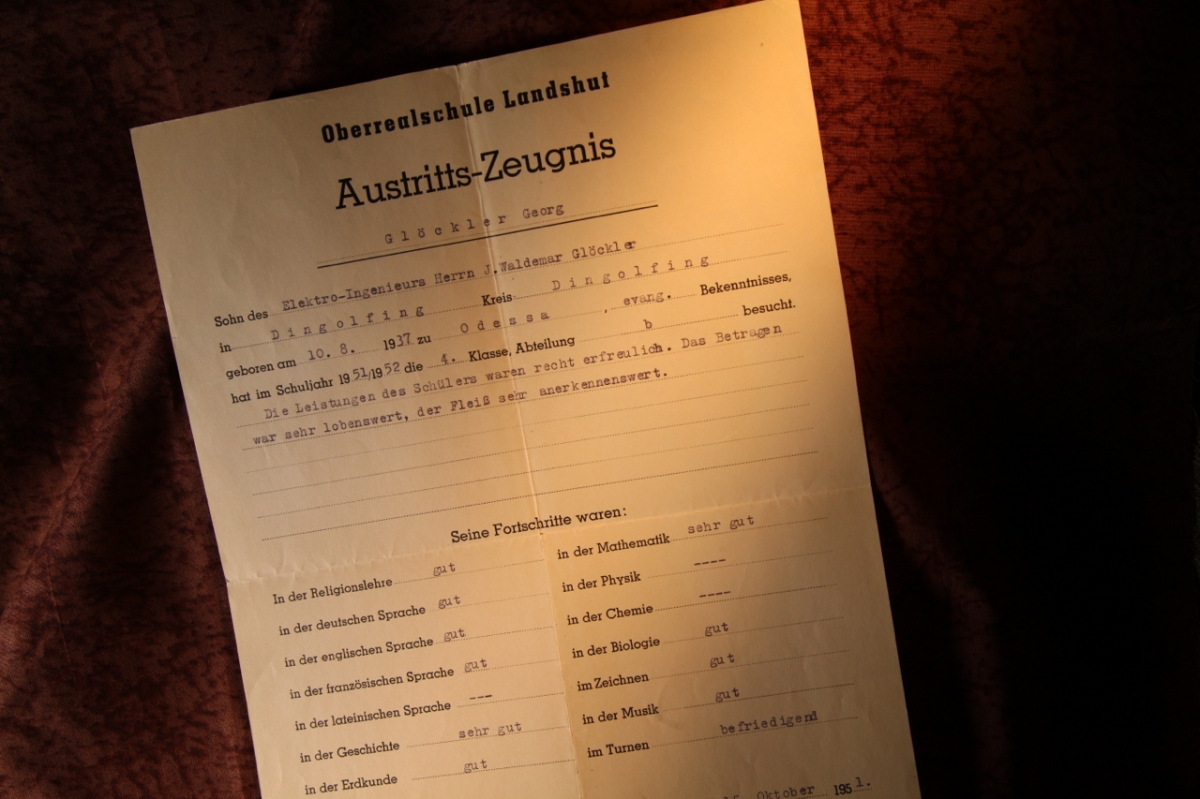 Oberrealschule Landshut
Austritts-Zeugnis
Glöckler Georg
Sohn des Elektro-Ingenieurs Herrn J.Waldemar Glöckler
in Dingolfing Kreis Dingolfing
geboren am 10. 8. 1937 zu Odessa, evang. Bekenntnisses,
hat im Schuljahr 1951/1952 die 4. Klasse, Abteilung b besucht.
Die Leistungen des Schülers waren recht erfreulich. Das Betragen
war sehr lobenswert, der Fleiß sehr anerkennenswert.
Seine Fortschritte waren:
In der Religionslehre gut
in der deutschen Sprache gut
in der englischen Sprache gut
in der französischen Sprache gut
in der lateinischen Sprache ---
in der Geschichte sehr gut
in der Erdkunde gut
in der Mathematik sehr gut
in der Physik ----
in der Chemie ----
in der Biologie gut
im Zeichnen gut
in der Musik gut
im Turnen befriedigend
Oktober 1951.